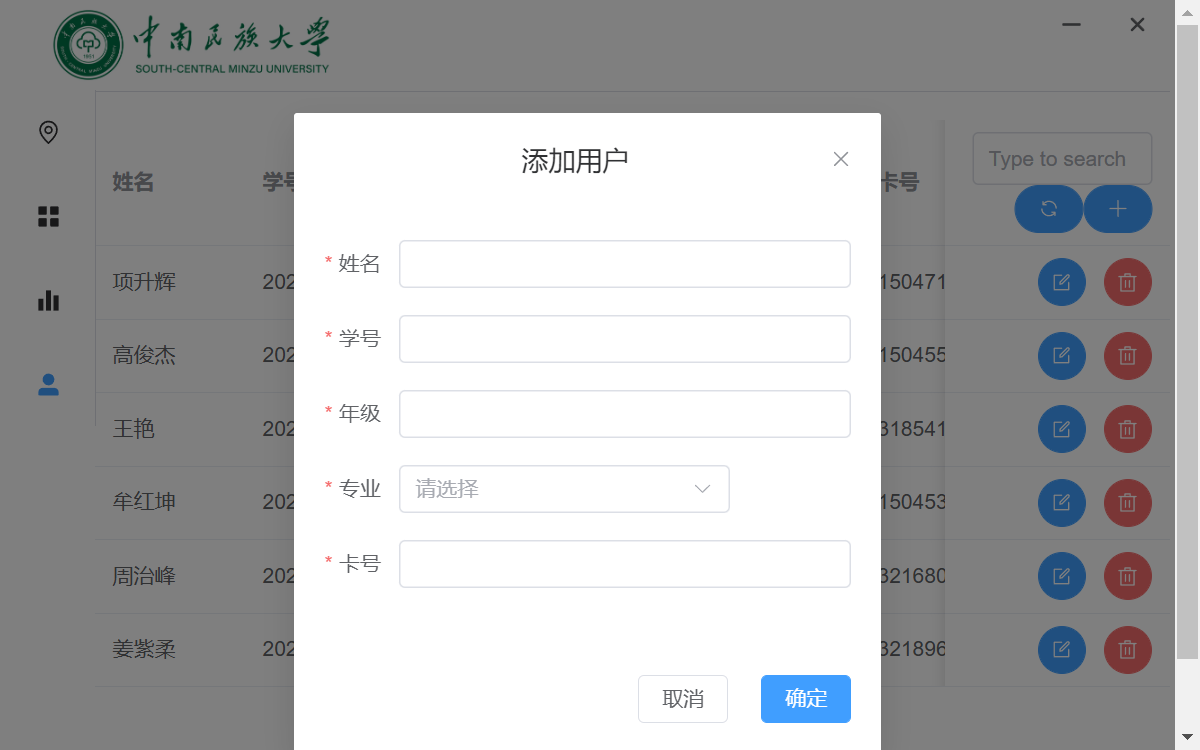 中南民族大学
SOUTH-CENTRAL MINZU UNIVERSITY
添加用户
Type to search
姓名 学号 卡号
* 姓名
项升辉 202 150471
* 学号
高俊杰 202 150455
* 年级
王艳 202 318541
* 专业 请选择
牟红坤 202 150453
* 卡号
周治峰 202 321680
姜紫柔 202 321896
取消 确定